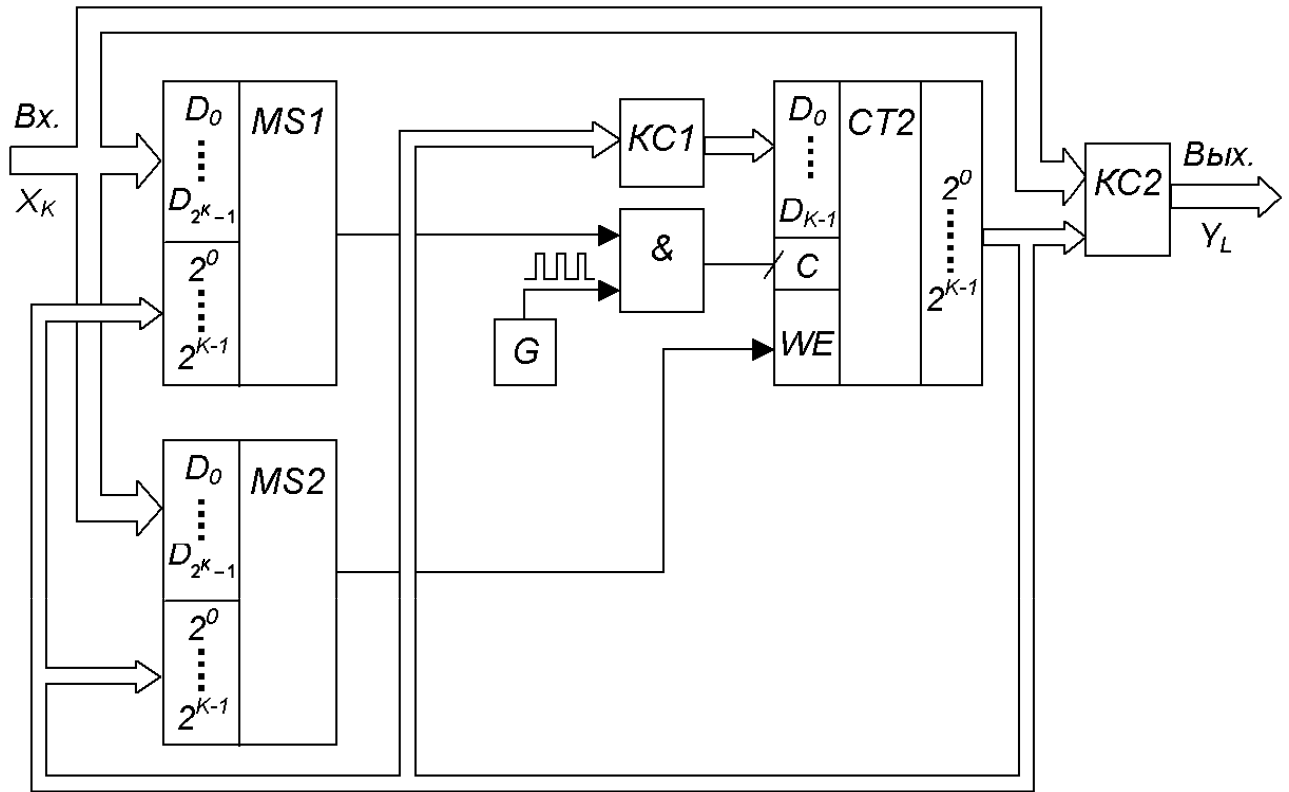 Вх.
X_K
D_0
D_{2^K–1}
2^0
2^{K-1}
MS1
D_0
D_{2^K–1}
2^0
2^{K-1}
MS2
G
КС1
&
D_0
D_{K-1}
C
WE
CT2
2^0
2^{K-1}
КС2
Вых.
Y_L